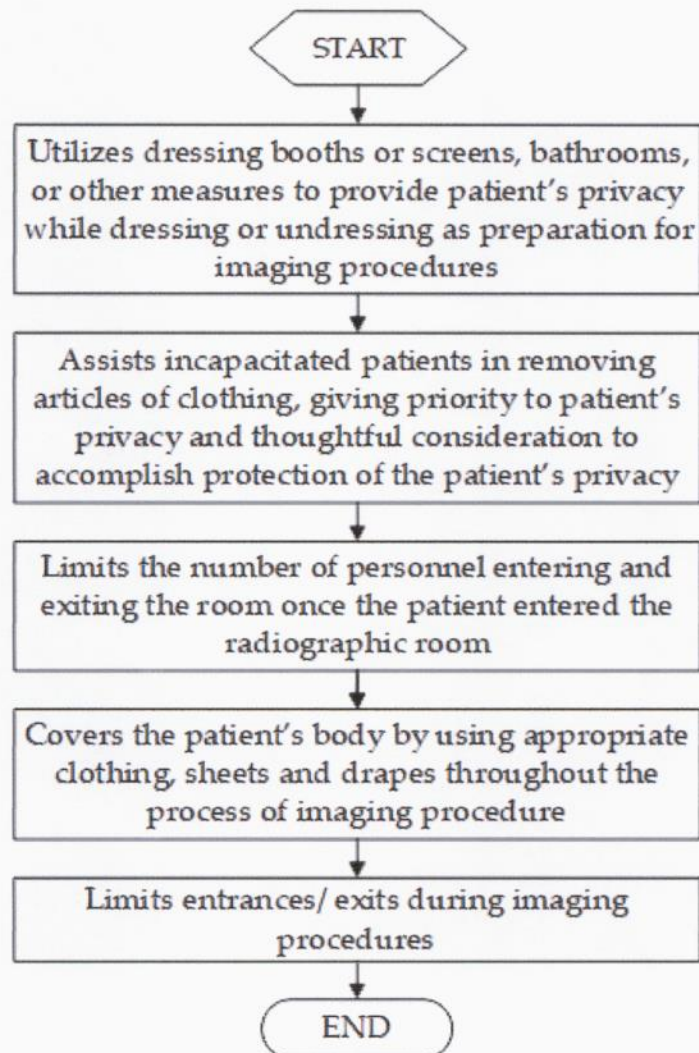 START
Utilizes dressing booths or screens, bathrooms,
or other measures to provide patient's privacy
while dressing or undressing as preparation for
imaging procedures
Assists incapacitated patients in removing
articles of clothing, giving priority to patient's
privacy and thoughtful consideration to
accomplish protection of the patient's privacy
Limits the number of personnel entering and
exiting the room once the patient entered the
radiographic room
Covers the patient's body by using appropriate
clothing, sheets and drapes throughout the
process of imaging procedure
Limits entrances/ exits during imaging
procedures
END